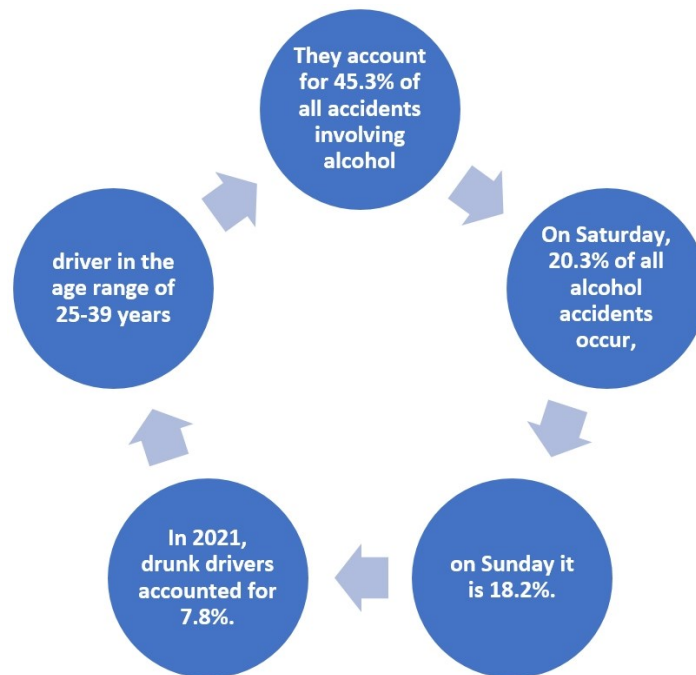 They account
for 45.3% of
all accidents
involving
alcohol
On Saturday,
20.3% of all
alcohol
accidents
occur,
on Sunday it
is 18.2%.
In 2021,
drunk drivers
accounted for
7.8%.
driver in the
age range of
25-39 years